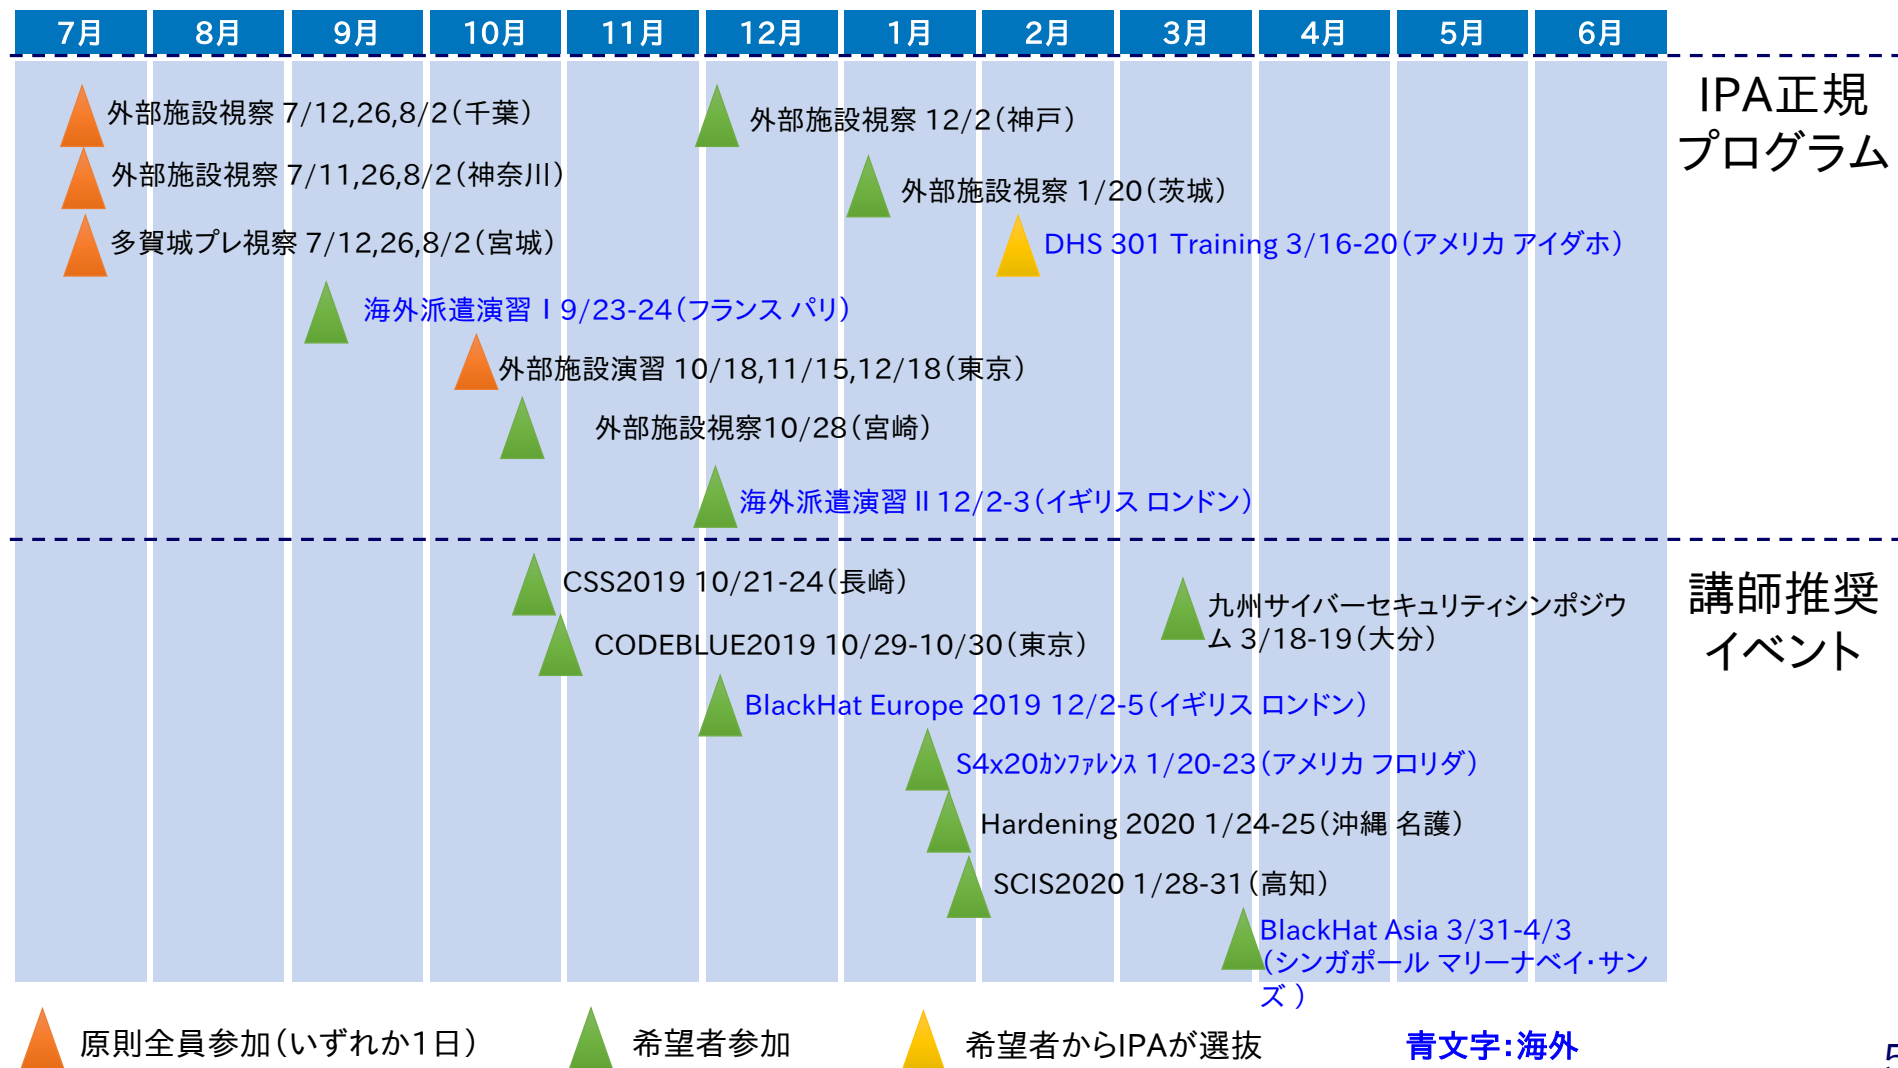 7月 8月 9月 10月 11月 12月 1月 2月 3月 4月 5月 6月
IPA正規
プログラム
外部施設視察 7/12,26,8/2(千葉)
外部施設視察 12/2(神戸)
外部施設視察 7/11,26,8/2(神奈川)
外部施設視察 1/20(茨城)
多賀城プレ視察 7/12,26,8/2(宮城)
DHS 301 Training 3/16-20(アメリカ アイダホ)
海外派遣演習Ⅰ9/23-24(フランス パリ)
外部施設演習 10/18,11/15,12/18(東京)
外部施設視察10/28(宮崎)
海外派遣演習Ⅱ12/2-3(イギリス ロンドン)
講師推奨
イベント
CSS2019 10/21-24(長崎)
九州サイバーセキュリティシンポジウ
ム 3/18-19(大分)
CODEBLUE2019 10/29-10/30(東京)
BlackHat Europe 2019 12/2-5(イギリス ロンドン)
S4x20ｶﾝﾌｧﾚﾝｽ 1/20-23(アメリカ フロリダ)
Hardening 2020 1/24-25(沖縄 名護)
SCIS2020 1/28-31(高知)
BlackHat Asia 3/31-4/3
(シンガポール マリーナベイ・サン
ズ )
原則全員参加(いずれか1日)
希望者参加
希望者からIPAが選抜
青文字:海外
5